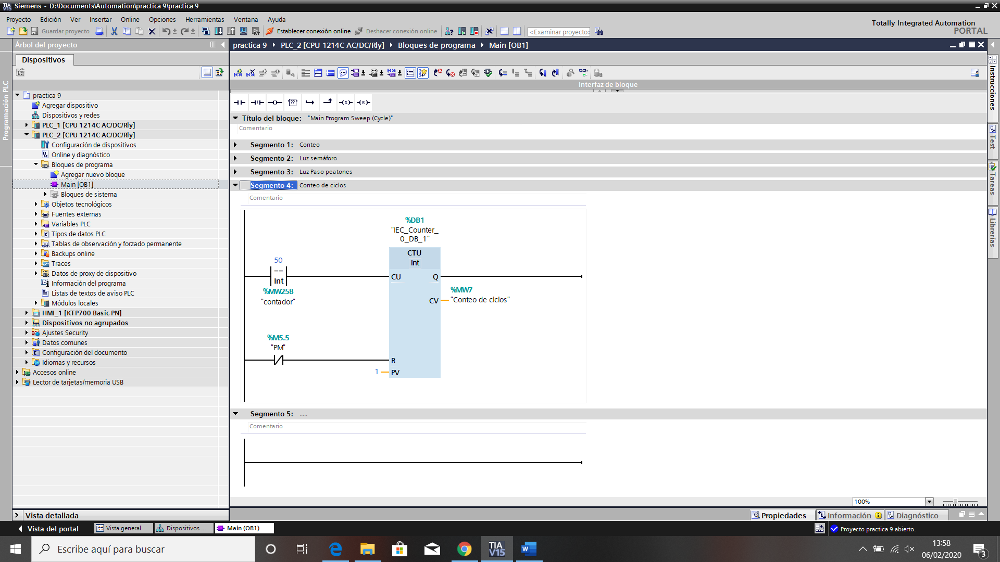 Siemens - D:\Documents\Automation\practica 9\practica 9
Proyecto Edición Ver Insertar Online Opciones Herramientas Ventana Ayuda
Totally Integrated Automation
PORTAL
Guardar proyecto
Establecer conexión online
Deshacer conexión online
<Examinar proyecto>
Árbol del proyecto
practica 9 PLC_2 [CPU 1214C AC/DC/Rly] Bloques de programa Main [OB1]
Dispositivos
Programación PLC
practica 9
Agregar dispositivo
Dispositivos y redes
PLC_1 [CPU 1214C AC/DC/Rly]
PLC_2 [CPU 1214C AC/DC/Rly]
Configuración de dispositivos
Online y diagnóstico
Bloques de programa
Agregar nuevo bloque
Main [OB1]
Bloques de sistema
Objetos tecnológicos
Fuentes externas
Variables PLC
Tipos de datos PLC
Tablas de observación y forzado permanente
Backups online
Traces
Datos de proxy de dispositivo
Información del programa
Listas de textos de aviso PLC
Módulos locales
HMI_1 [KTP700 Basic PN]
Dispositivos no agrupados
Ajustes Security
Datos comunes
Configuración del documento
Idiomas y recursos
Accesos online
Lector de tarjetas/memoria USB
Vista detallada
Interfaz de bloque
Título del bloque: "Main Program Sweep (Cycle)"
Comentario
Segmento 1: Conteo
Segmento 2: Luz semáforo
Segmento 3: Luz Paso peatones
Segmento 4: Conteo de ciclos
Comentario
%DB1
"IEC_Counter_
0_DB_1"
CTU
Int
50
==
Int
%MW258
"contador"
CU
Q
CV
%MW7
"Conteo de ciclos"
%M5.5
"PM"
R
1
PV
Segmento 5: .....
Comentario
100%
Instrucciones
Test
Tareas
Librerías
Propiedades
Información
Diagnóstico
Vista del portal
Vista general
Dispositivos ...
Main (OB1)
Proyecto practica 9 abierto.
Escribe aquí para buscar
TIA
V15
13:58
06/02/2020
3